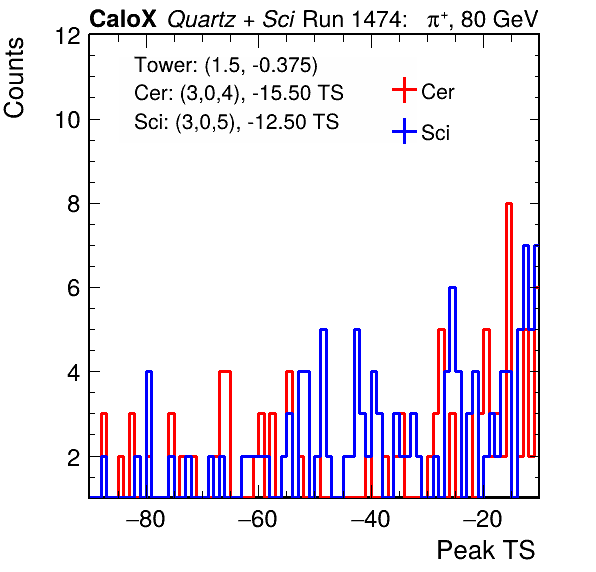 CaloX Quartz + Sci Run 1474: π⁺, 80 GeV
Counts
12
10
8
6
4
2
Tower: (1.5, -0.375)
Cer: (3,0,4), -15.50 TS
Sci: (3,0,5), -12.50 TS
Cer
Sci
−80 −60 −40 −20
Peak TS